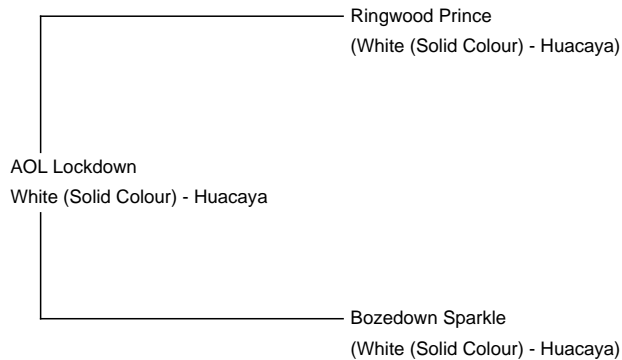 Ringwood Prince
(White (Solid Colour) - Huacaya)
AOL Lockdown
White (Solid Colour) - Huacaya
Bozedown Sparkle
(White (Solid Colour) - Huacaya)